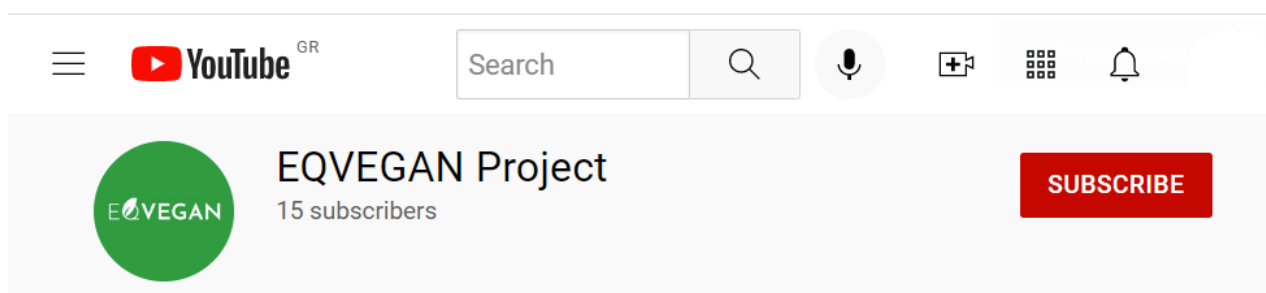 YouTube GR
Search
EQVEGAN Project
15 subscribers
EQVEGAN
SUBSCRIBE